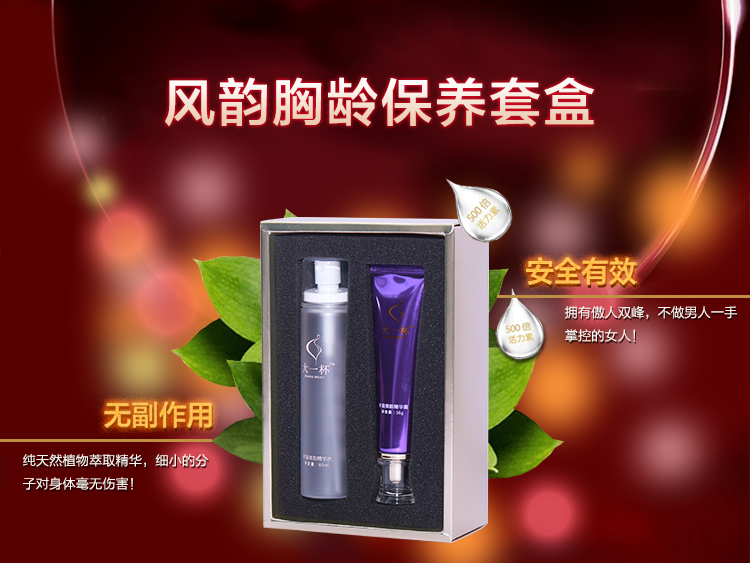 风韵胸龄保养套盒
500倍
活力素
安全有效
拥有傲人双峰，不做男人一手
掌控的女人！
500倍
活力素
大一杯
无副作用
纯天然植物萃取精华，细小的分
子对身体毫无伤害！
大一杯